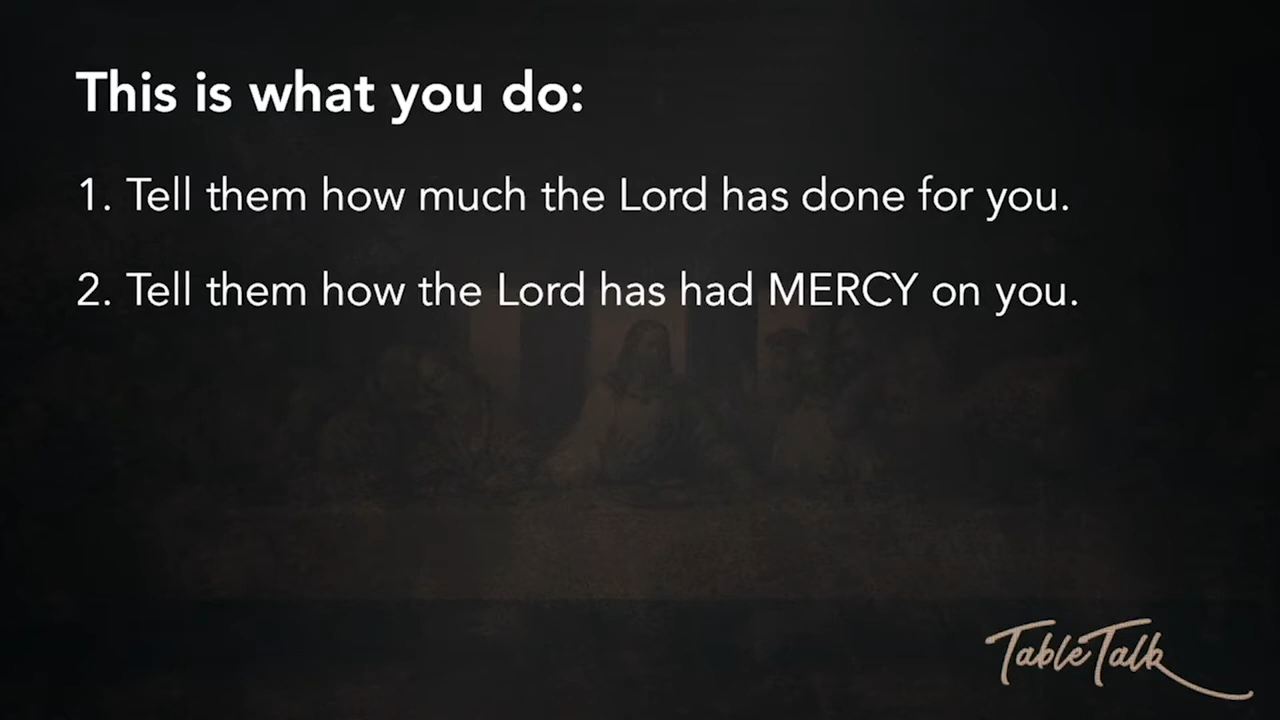 This is what you do:
1. Tell them how much the Lord has done for you.
2. Tell them how the Lord has had MERCY on you.
TableTalk